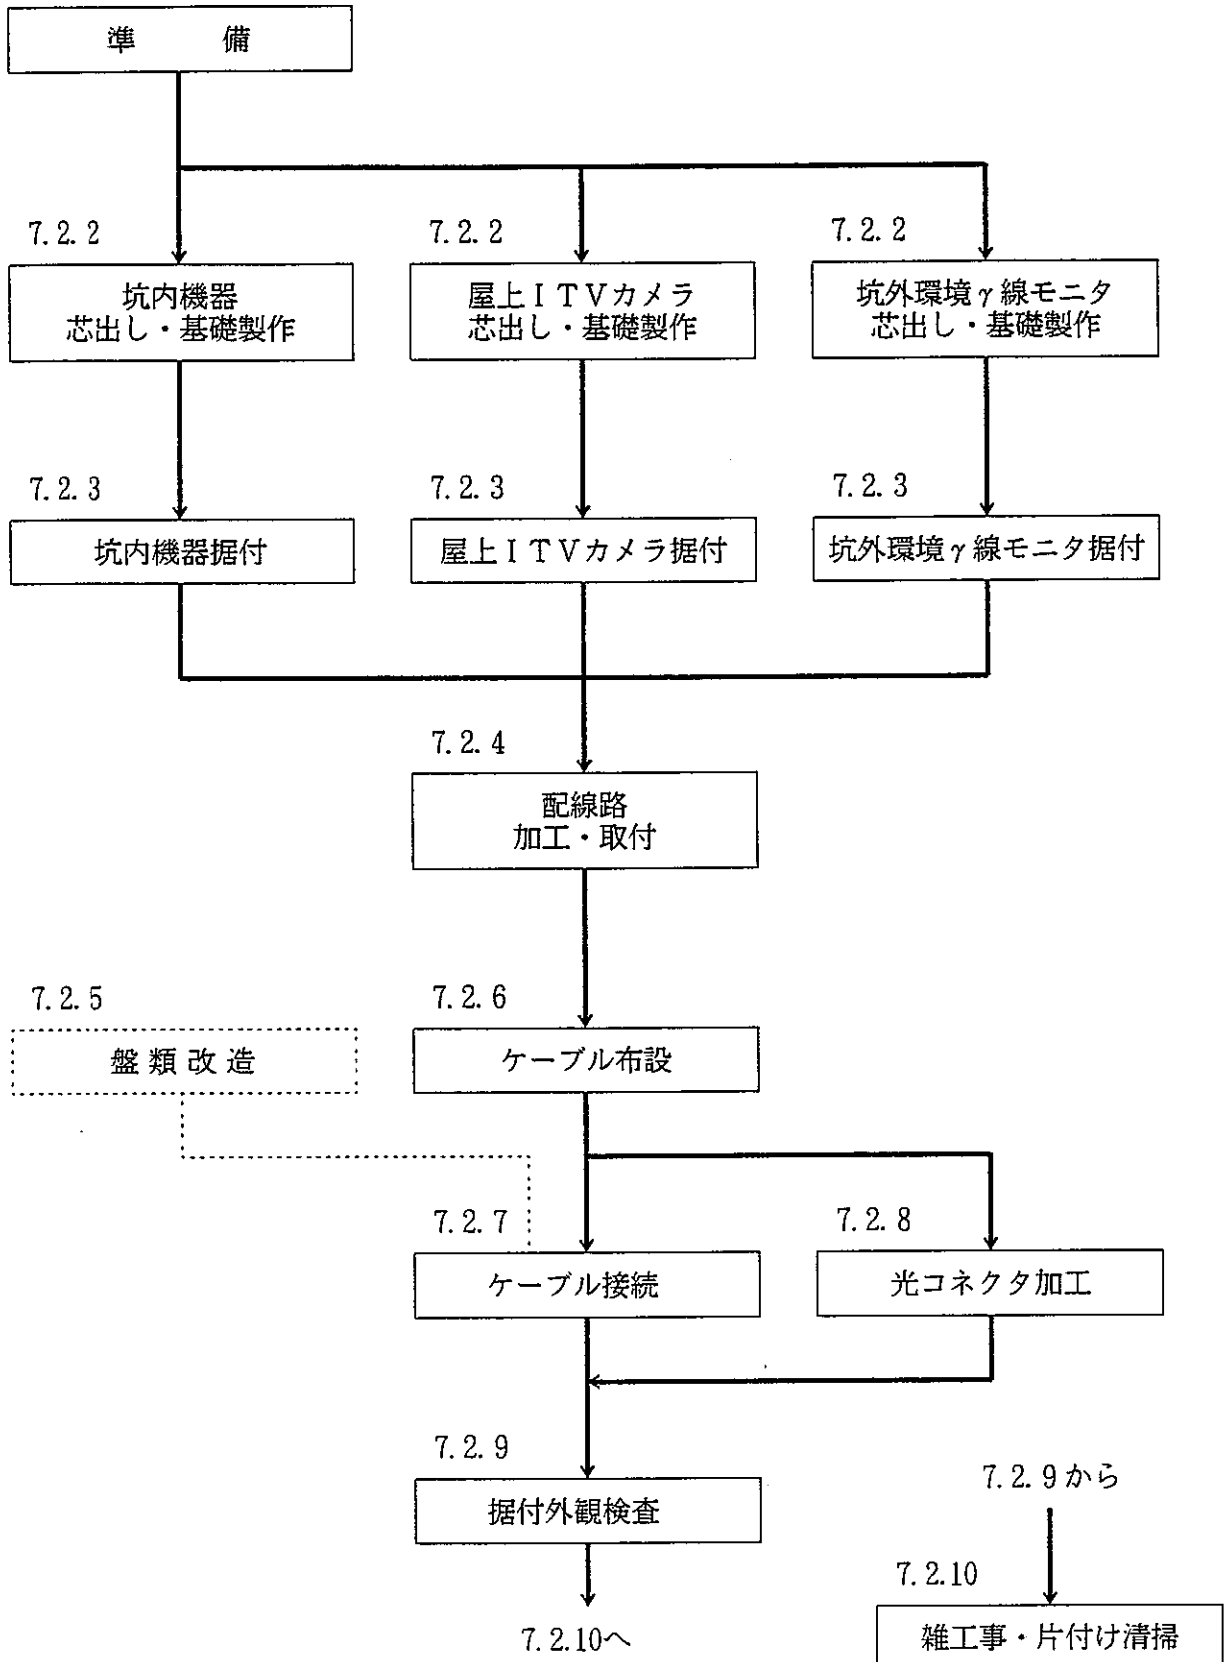 準　備
7.2.2
坑内機器
芯出し・基礎製作
7.2.2
屋上ＩＴＶカメラ
芯出し・基礎製作
7.2.2
坑外環境γ線モニタ
芯出し・基礎製作
7.2.3
坑内機器据付
7.2.3
屋上ＩＴＶカメラ据付
7.2.3
坑外環境γ線モニタ据付
7.2.4
配線路
加工・取付
7.2.5
盤類改造
7.2.6
ケーブル布設
7.2.7
ケーブル接続
7.2.8
光コネクタ加工
7.2.9
据付外観検査
7.2.10へ
7.2.9から
7.2.10
雑工事・片付け清掃